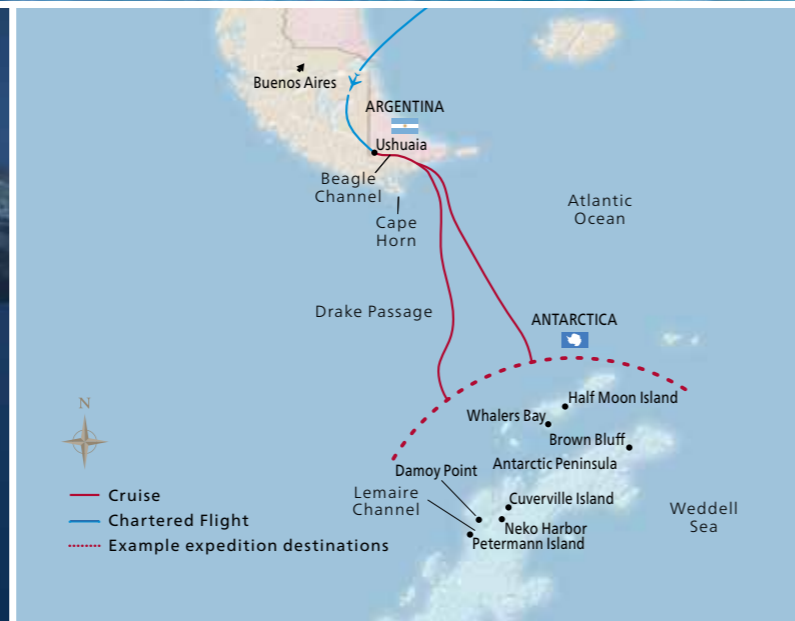 Buenos Aires
ARGENTINA
Ushuaia
Beagle
Channel
Cape
Horn
Atlantic
Ocean
Drake Passage
ANTARCTICA
N
Half Moon Island
Whalers Bay
Brown Bluff
Antarctic Peninsula
Damoy Point
Lemaire
Channel
Cuverville Island
Neko Harbor
Petermann Island
Weddell
Sea
Cruise
Chartered Flight
Example expedition destinations